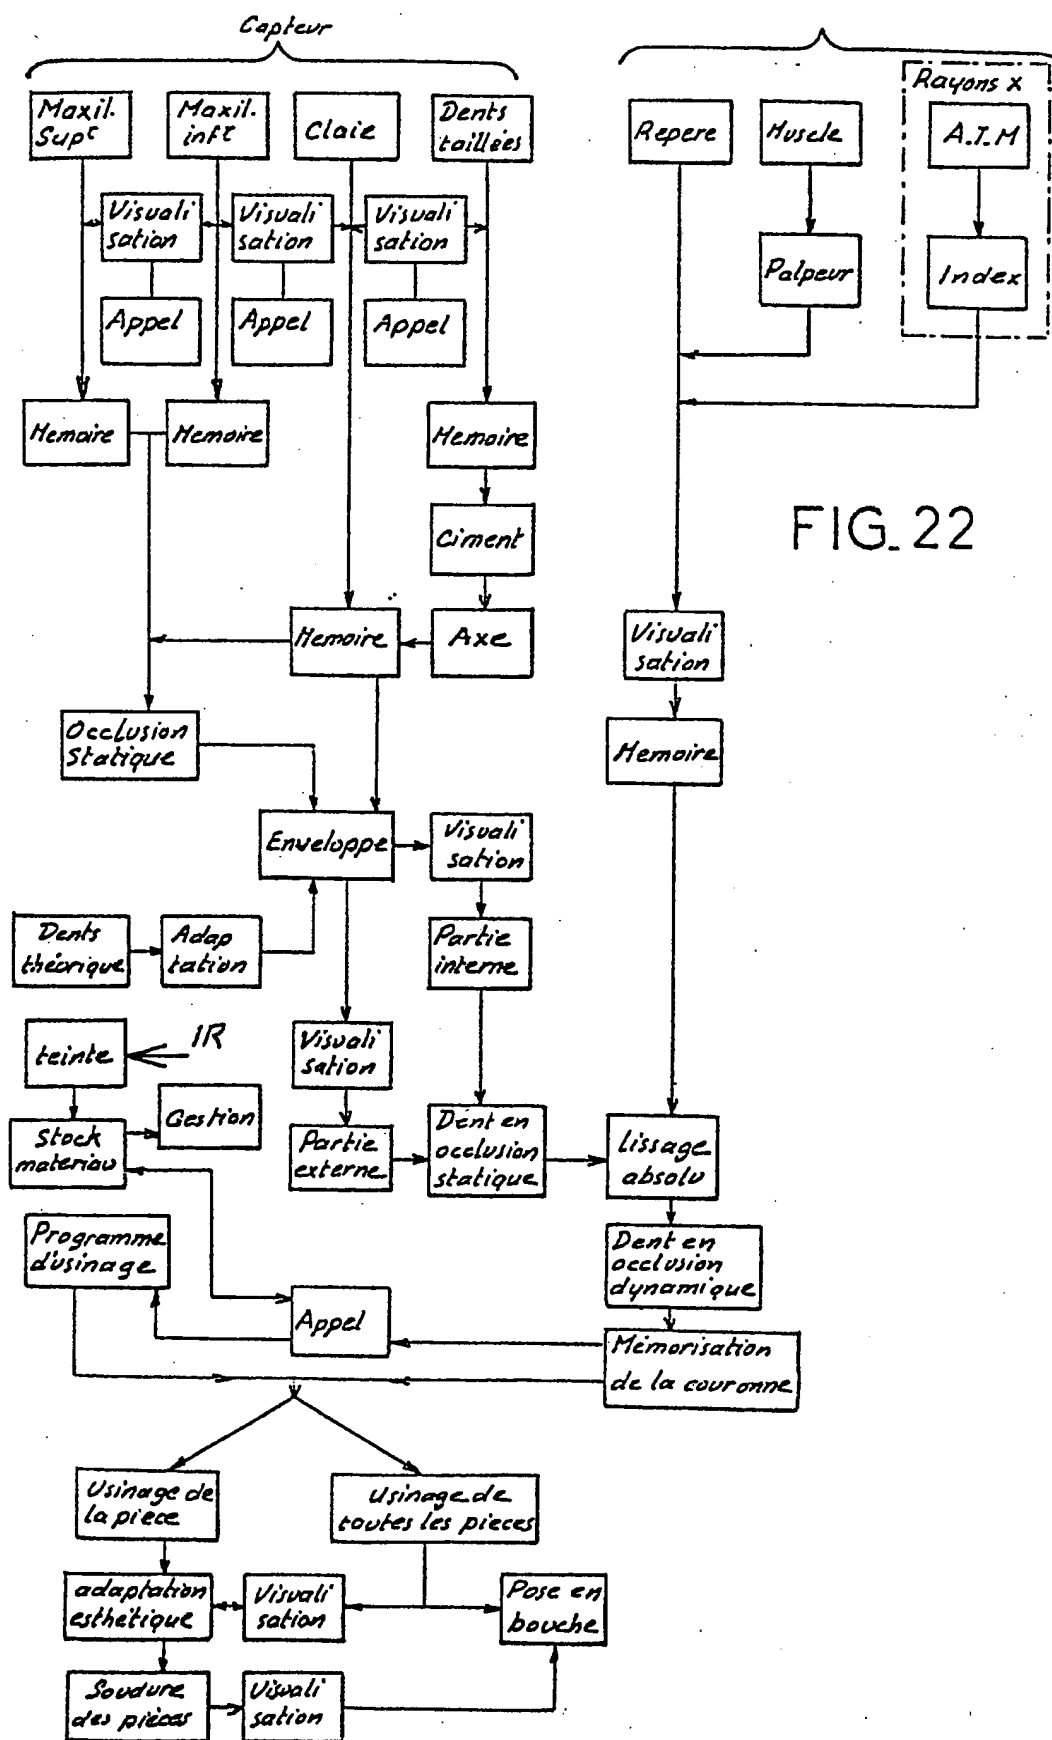 Capteur
Maxil.
Supr
Maxil.
infr
Claie
Dents
taillées
Rayons x
Repere
Muscle
A.T.M
Visuali
sation
Visuali
sation
Visuali
sation
Palpeur
Index
Appel
Appel
Appel
Memoire
Memoire
Memoire
FIG. 22
Ciment
Memoire
Axe
Visuali
sation
Occlusion
Statique
Memoire
Enveloppe
Visuali
sation
Dents
théorique
Adap
tation
Partie
interne
teinte
IR
Visuali
sation
Gestion
Stock
materiau
Partie
externe
Dent en
occlusion
statique
Lissage
absolu
Programme
d'usinage
Dent en
occlusion
dynamique
Appel
Mémorisation
de la couronne
Usinage de
la piece
Usinage de
toutes les pieces
adaptation
esthétique
Visuali
sation
Pose en
bouche
Soudure
des pièces
Visuali
sation